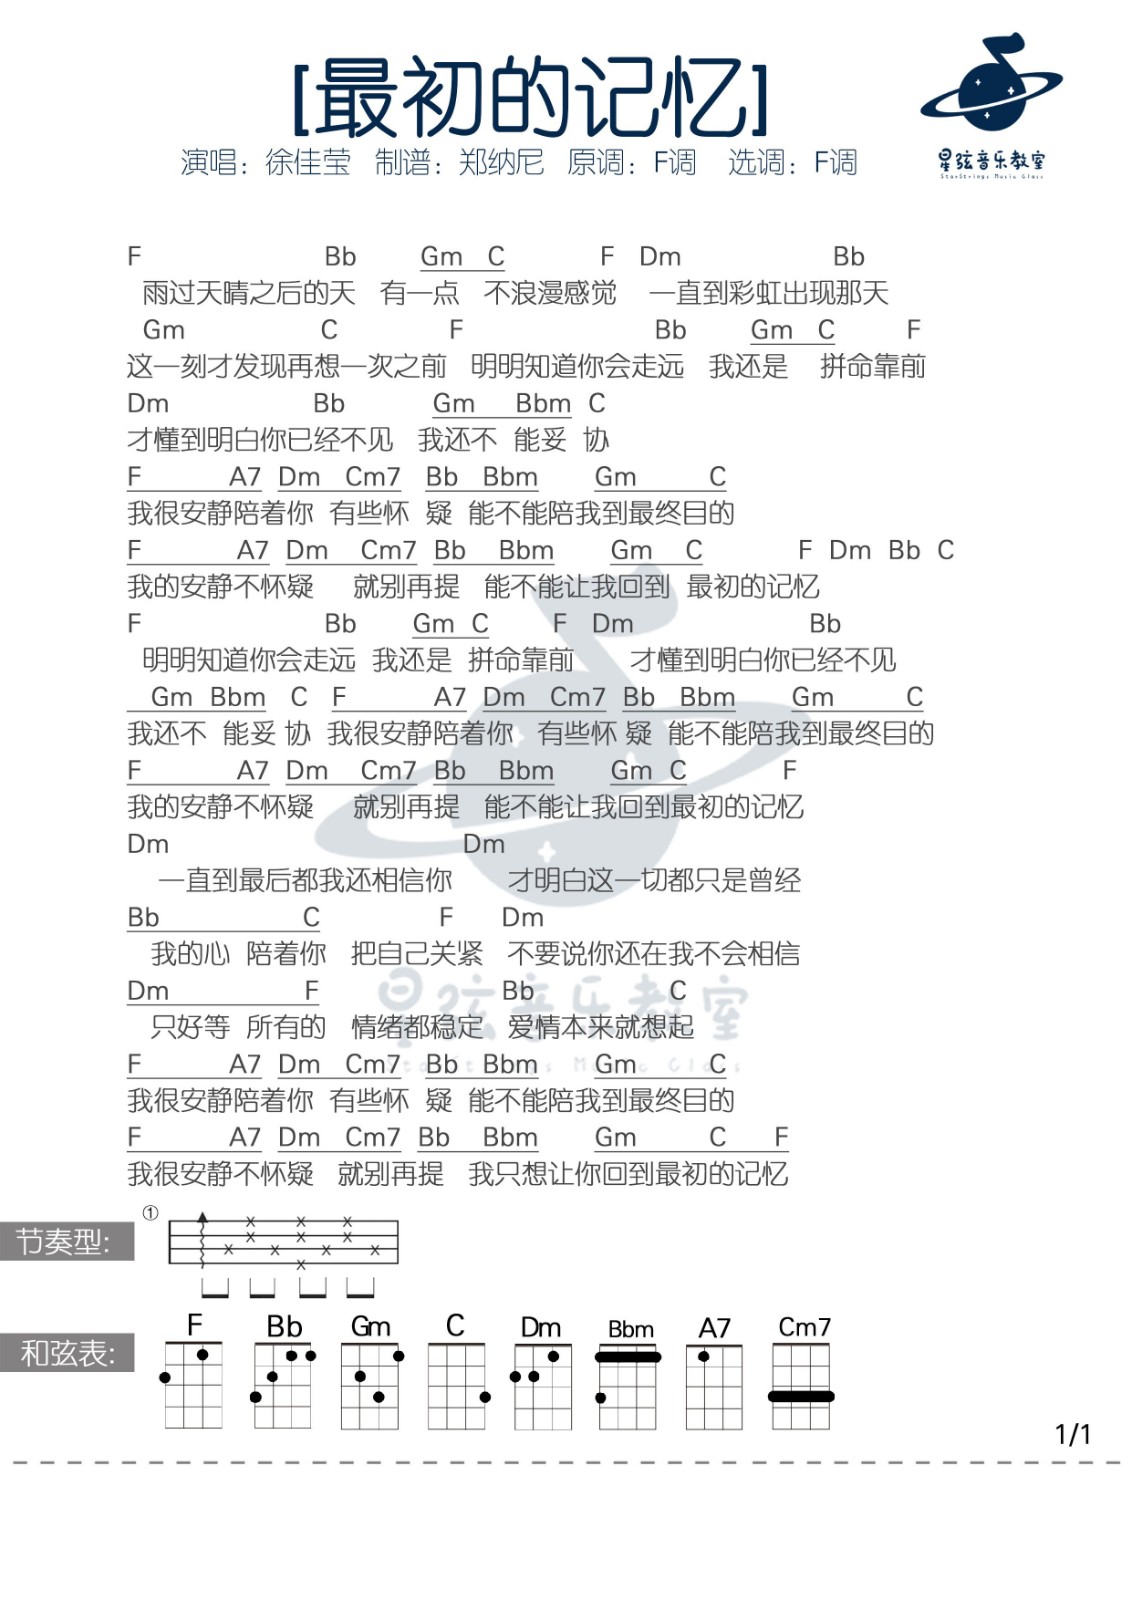 [最初的记忆]
演唱：徐佳莹 制谱：郑纳尼 原调：F调 选调：F调
星弦音乐教室
StarStrings Music Class
F Bb Gm C F Dm Bb
雨过天晴之后的天 有一点 不浪漫感觉 一直到彩虹出现那天
Gm C F Bb Gm C F
这一刻才发现再想一次之前 明明知道你会走远 我还是 拼命靠前
Dm Bb Gm Bbm C
才懂到明白你已经不见 我还不 能妥 协
F A7 Dm Cm7 Bb Bbm Gm C
我很安静陪着你 有些怀 疑 能不能陪我到最终目的
F A7 Dm Cm7 Bb Bbm Gm C F Dm Bb C
我的安静不怀疑 就别再提 能不能让我回到 最初的记忆
F Bb Gm C F Dm Bb
明明知道你会走远 我还是 拼命靠前 才懂到明白你已经不见
Gm Bbm C F A7 Dm Cm7 Bb Bbm Gm C
我还不 能妥 协 我很安静陪着你 有些怀 疑 能不能陪我到最终目的
F A7 Dm Cm7 Bb Bbm Gm C F
我的安静不怀疑 就别再提 能不能让我回到最初的记忆
Dm Dm
一直到最后都我还相信你 才明白这一切都只是曾经
Bb C F Dm
我的心 陪着你 把自己关紧 不要说你还在我不会相信
Dm F Bb C
只好等 所有的 情绪都稳定 爱情本来就想起
星弦音乐教室
StarStrings Music Class
F A7 Dm Cm7 Bb Bbm Gm C
我很安静陪着你 有些怀 疑 能不能陪我到最终目的
F A7 Dm Cm7 Bb Bbm Gm C F
我很安静不怀疑 就别再提 我只想让你回到最初的记忆
①
节奏型:
F Bb Gm C Dm Bbm A7 Cm7
和弦表:
1/1